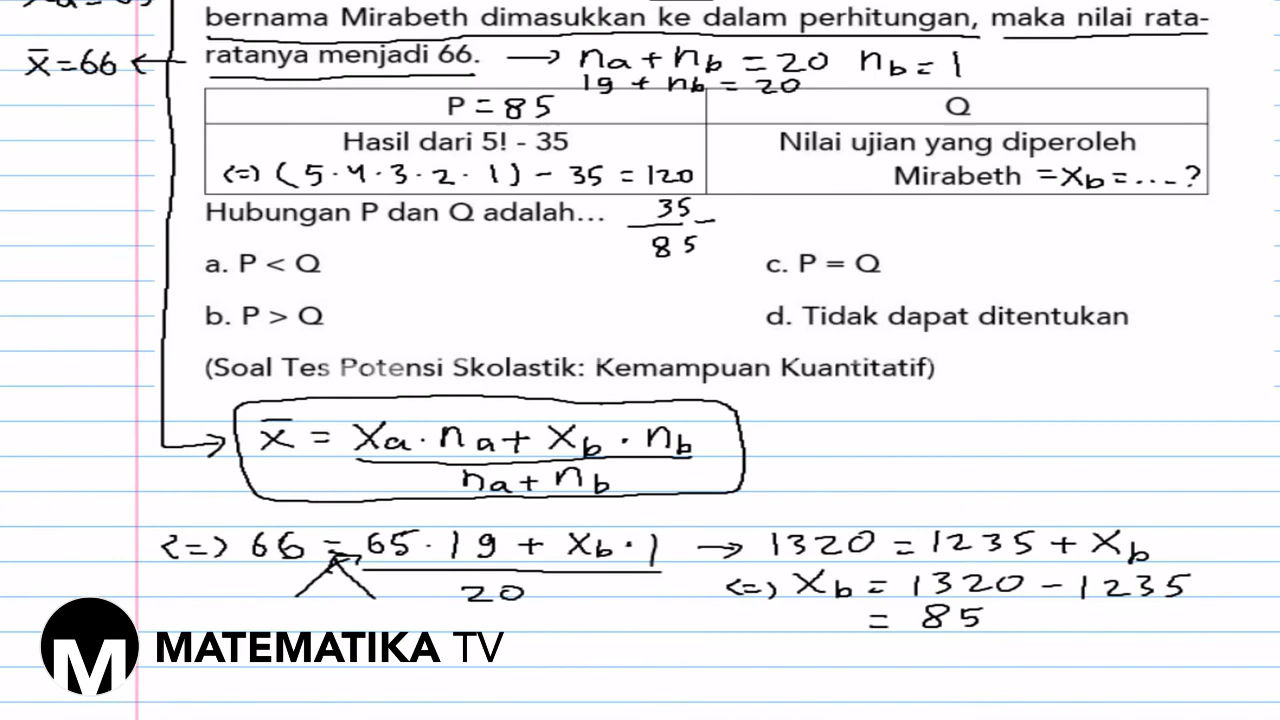 bernama Mirabeth dimasukkan ke dalam perhitungan, maka nilai rata-
x̄ = 66 ← ratanya menjadi 66. → na + nb = 20 nb = 1
19 + nb = 20
P = 85 Q
Hasil dari 5! - 35 Nilai ujian yang diperoleh
(=) (5 · 4 · 3 · 2 · 1) - 35 = 120 Mirabeth = Xb = ... ?
Hubungan P dan Q adalah... 35 -
85
a. P < Q c. P = Q
b. P > Q d. Tidak dapat ditentukan
(Soal Tes Potensi Skolastik: Kemampuan Kuantitatif)
x̄ = Xa · na + Xb · nb
na + nb
(=) 66 = 65 · 19 + Xb · 1 → 1320 = 1235 + Xb
20 (=) Xb = 1320 - 1235
= 85
M MATEMATIKA TV